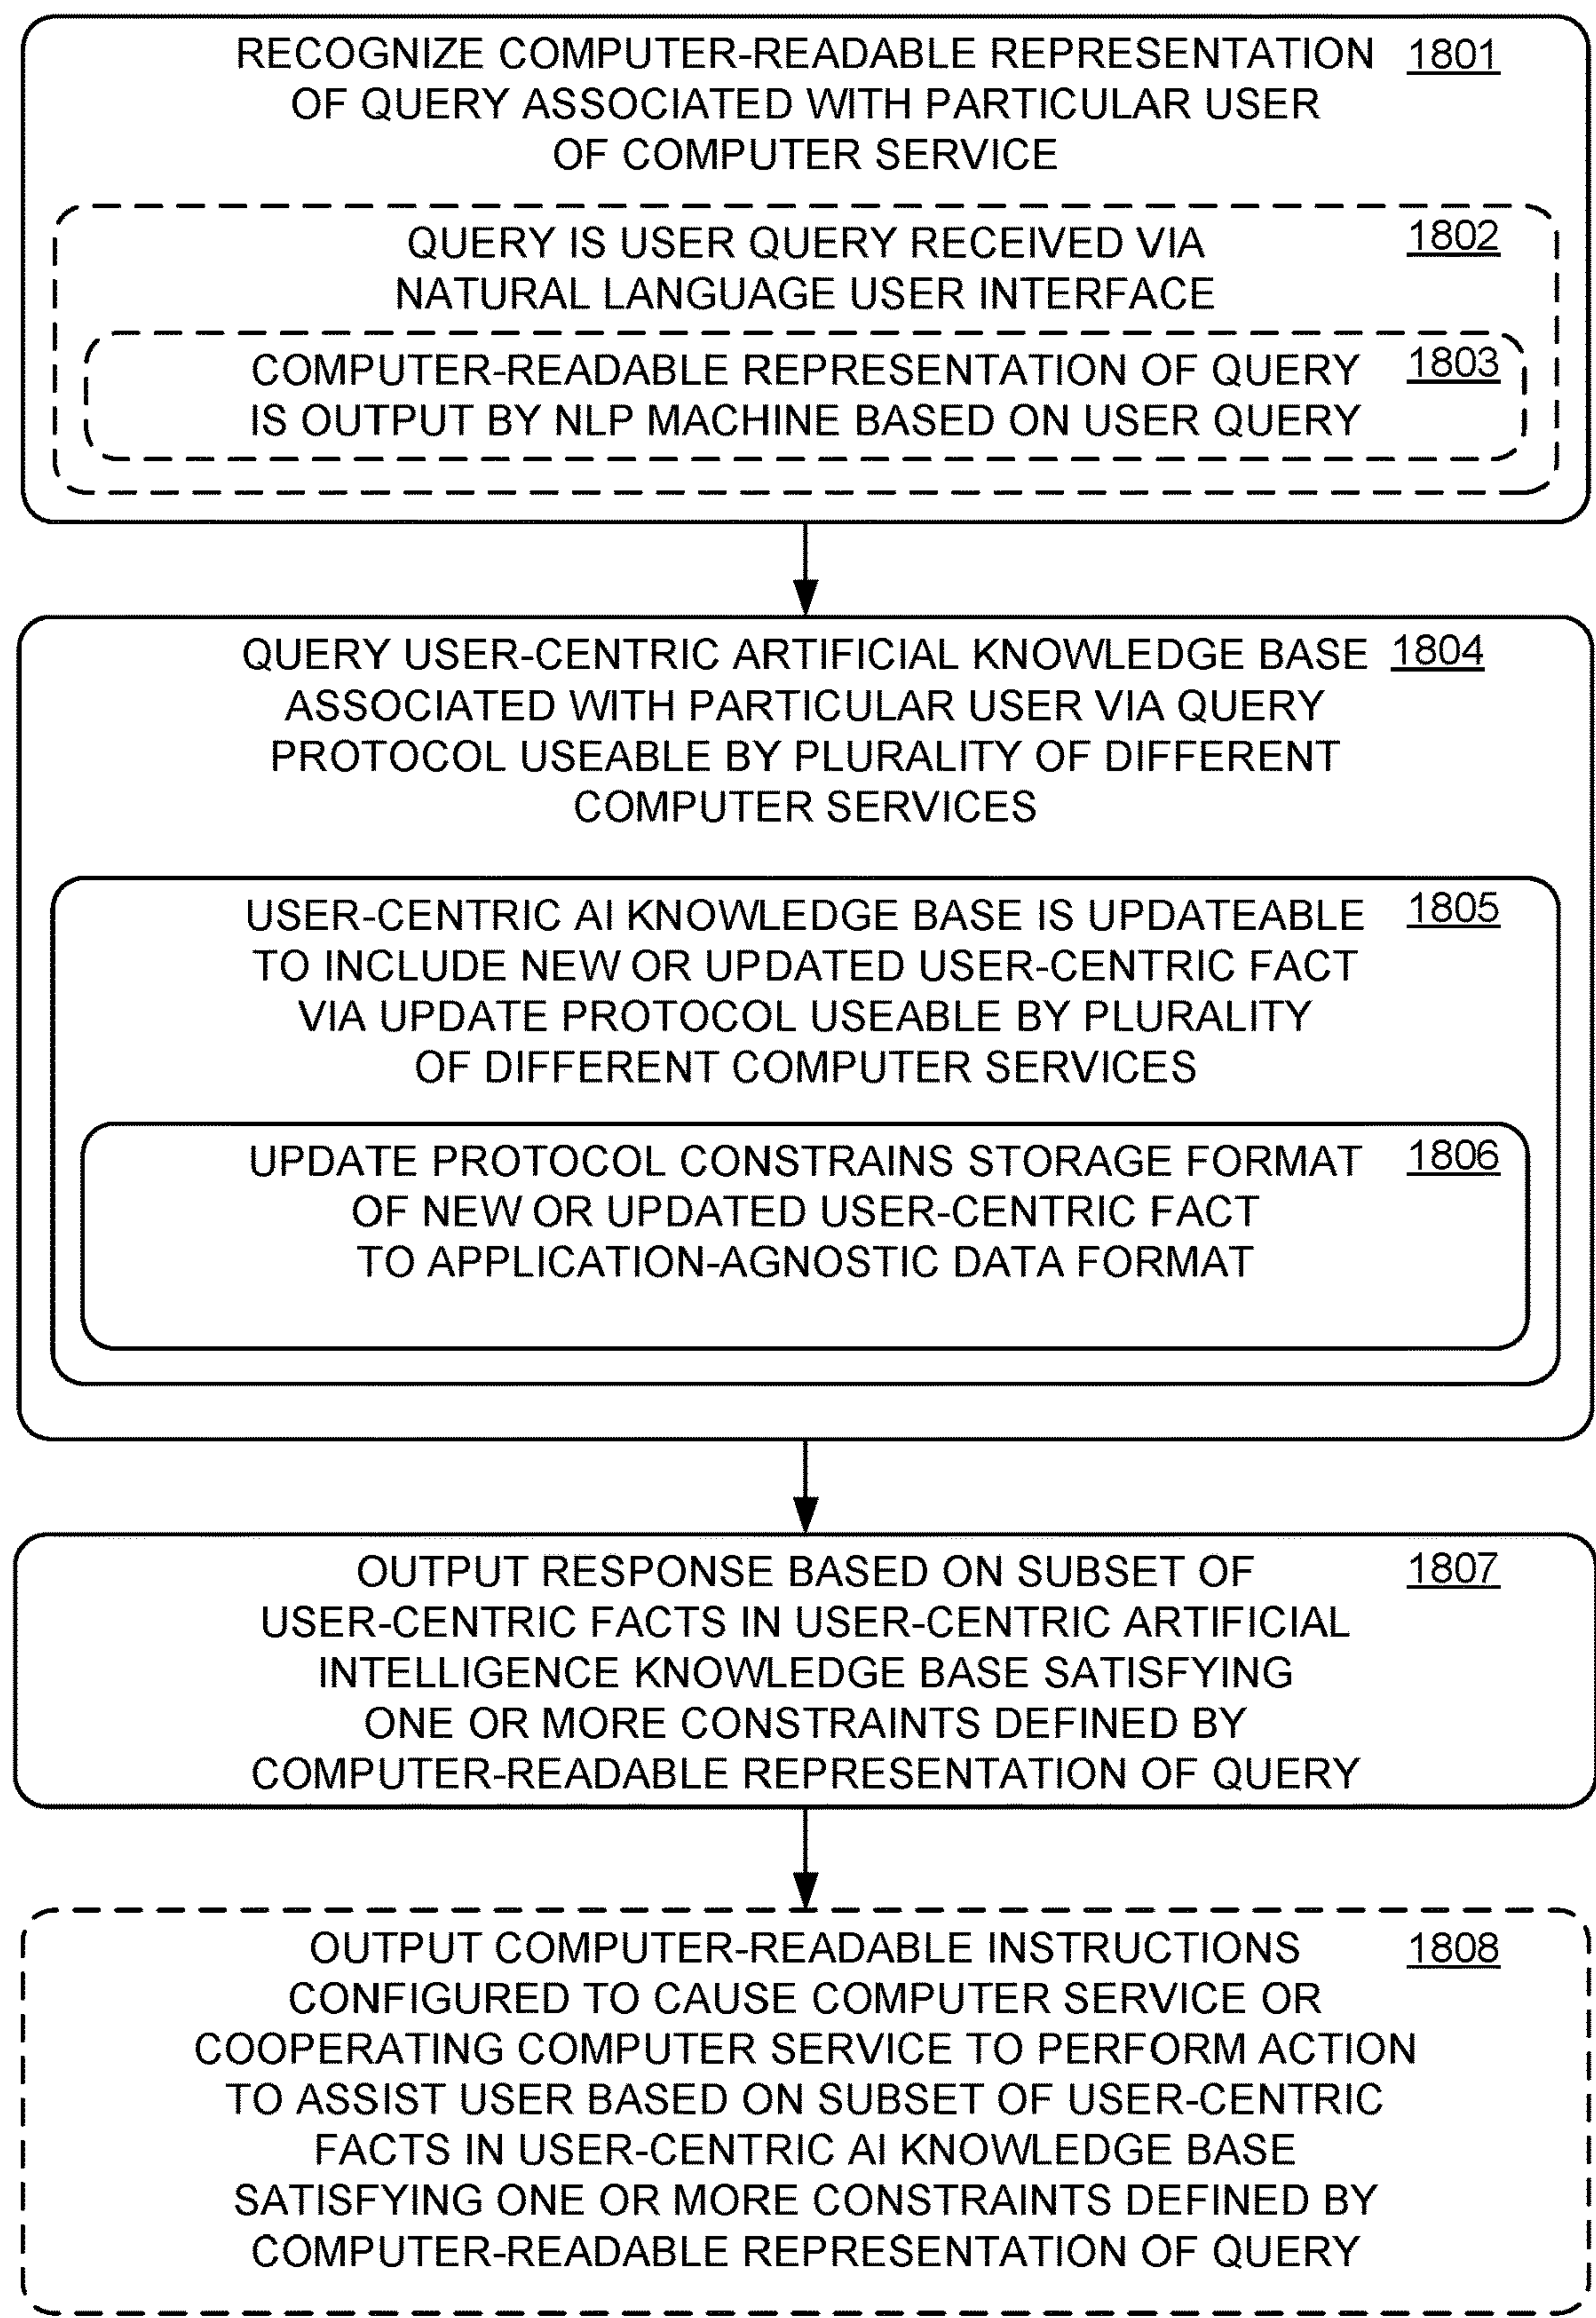 RECOGNIZE COMPUTER-READABLE REPRESENTATION 1801
OF QUERY ASSOCIATED WITH PARTICULAR USER
OF COMPUTER SERVICE
QUERY IS USER QUERY RECEIVED VIA 1802
NATURAL LANGUAGE USER INTERFACE
COMPUTER-READABLE REPRESENTATION OF QUERY 1803
IS OUTPUT BY NLP MACHINE BASED ON USER QUERY
QUERY USER-CENTRIC ARTIFICIAL KNOWLEDGE BASE 1804
ASSOCIATED WITH PARTICULAR USER VIA QUERY
PROTOCOL USEABLE BY PLURALITY OF DIFFERENT
COMPUTER SERVICES
USER-CENTRIC AI KNOWLEDGE BASE IS UPDATEABLE 1805
TO INCLUDE NEW OR UPDATED USER-CENTRIC FACT
VIA UPDATE PROTOCOL USEABLE BY PLURALITY
OF DIFFERENT COMPUTER SERVICES
UPDATE PROTOCOL CONSTRAINS STORAGE FORMAT 1806
OF NEW OR UPDATED USER-CENTRIC FACT
TO APPLICATION-AGNOSTIC DATA FORMAT
OUTPUT RESPONSE BASED ON SUBSET OF 1807
USER-CENTRIC FACTS IN USER-CENTRIC ARTIFICIAL
INTELLIGENCE KNOWLEDGE BASE SATISFYING
ONE OR MORE CONSTRAINTS DEFINED BY
COMPUTER-READABLE REPRESENTATION OF QUERY
OUTPUT COMPUTER-READABLE INSTRUCTIONS 1808
CONFIGURED TO CAUSE COMPUTER SERVICE OR
COOPERATING COMPUTER SERVICE TO PERFORM ACTION
TO ASSIST USER BASED ON SUBSET OF USER-CENTRIC
FACTS IN USER-CENTRIC AI KNOWLEDGE BASE
SATISFYING ONE OR MORE CONSTRAINTS DEFINED BY
COMPUTER-READABLE REPRESENTATION OF QUERY